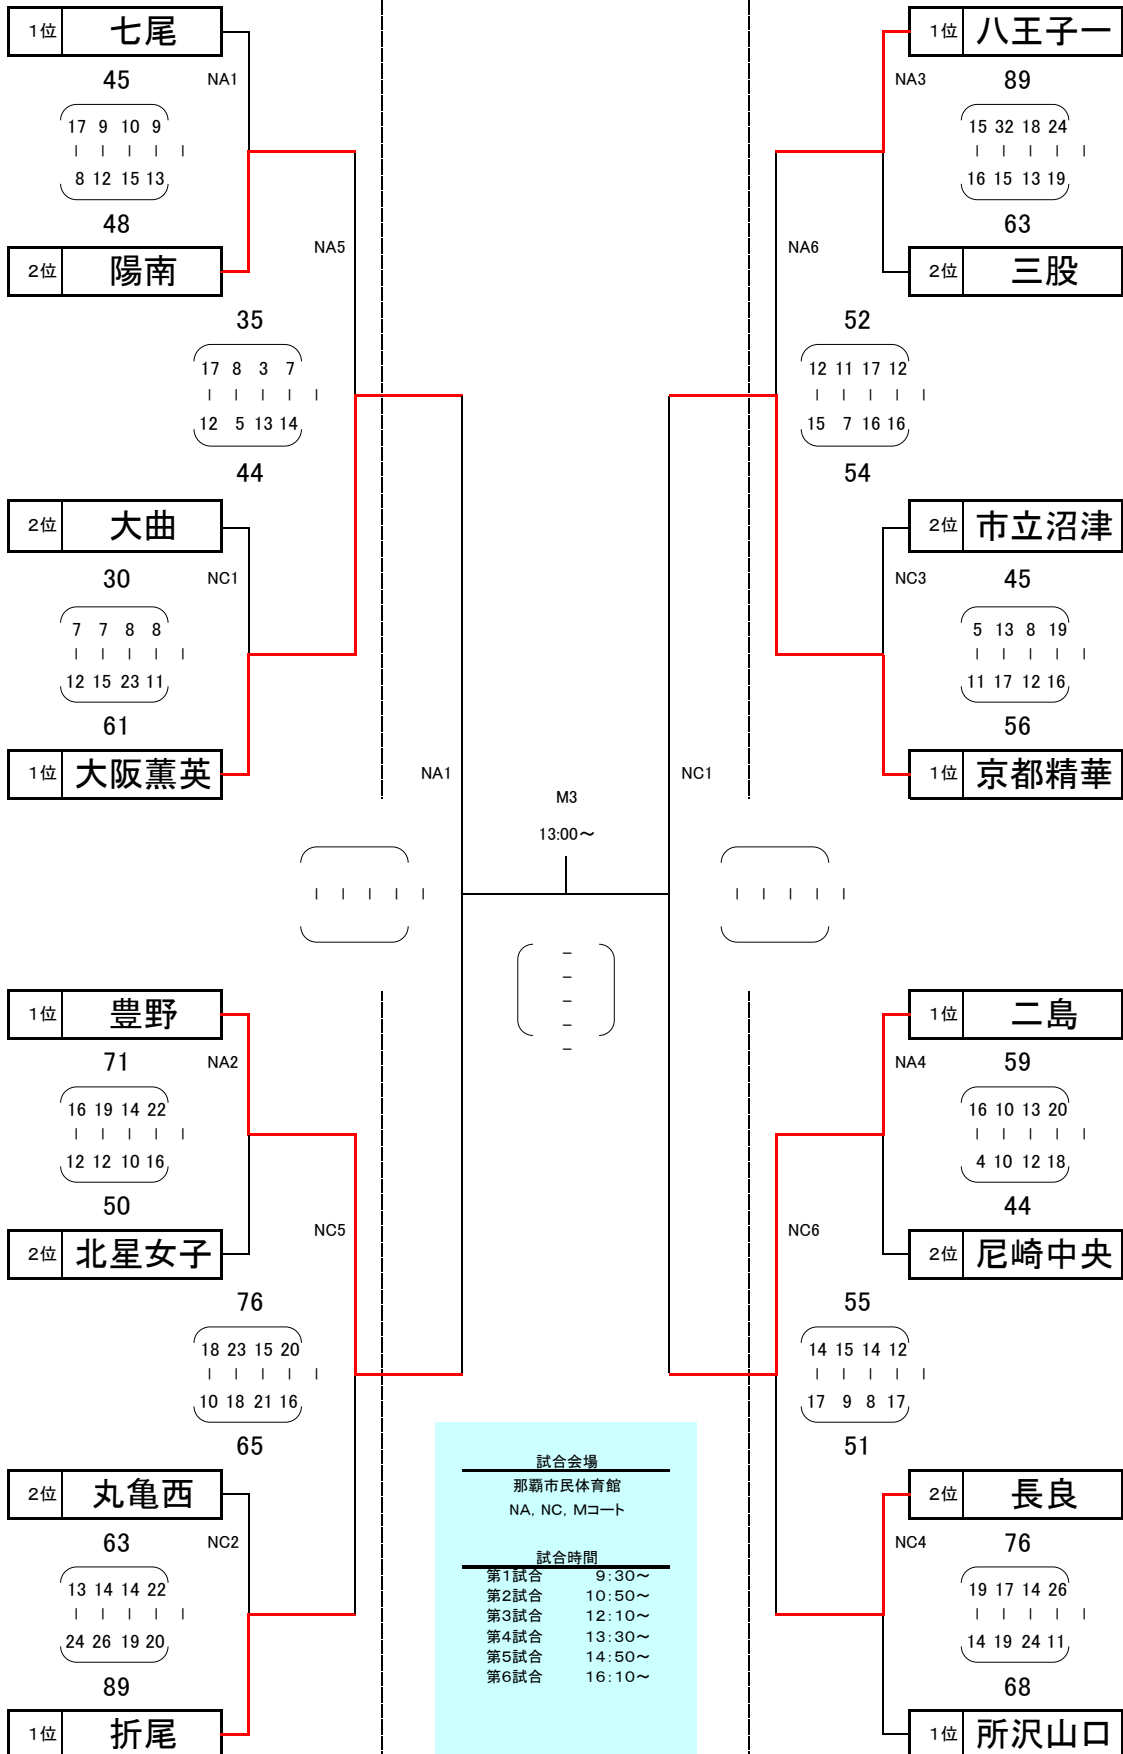 1位 七尾
45
NA1
17 9 10 9
8 12 15 13
48
2位 陽南
NA5
35
17 8 3 7
12 5 13 14
44
2位 大曲
30
NC1
7 7 8 8
12 15 23 11
61
1位 大阪薫英
NA1
1位 豊野
71
NA2
16 19 14 22
12 12 10 16
50
2位 北星女子
NC5
76
18 23 15 20
10 18 21 16
65
2位 丸亀西
63
NC2
13 14 14 22
24 26 19 20
89
1位 折尾
M3
13:00～
試合会場
那覇市民体育館
NA, NC, Mコート
試合時間
第1試合 9:30～
第2試合 10:50～
第3試合 12:10～
第4試合 13:30～
第5試合 14:50～
第6試合 16:10～
1位 八王子一
NA3
89
15 32 18 24
16 15 13 19
63
2位 三股
NA6
52
12 11 17 12
15 7 16 16
54
2位 市立沼津
NC3
45
5 13 8 19
11 17 12 16
56
1位 京都精華
NC1
1位 二島
NA4
59
16 10 13 20
4 10 12 18
44
2位 尼崎中央
NC6
55
14 15 14 12
17 9 8 17
51
2位 長良
NC4
76
19 17 14 26
14 19 24 11
68
1位 所沢山口